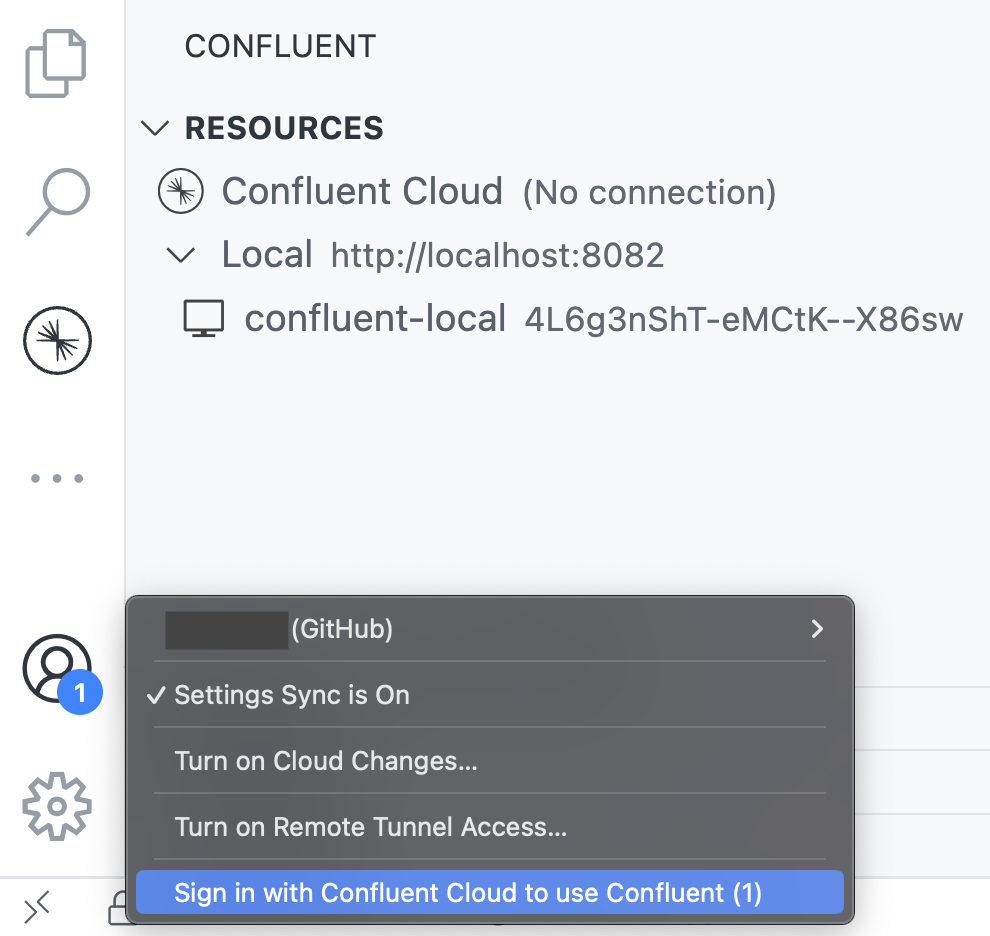 CONFLUENT
RESOURCES
Confluent Cloud (No connection)
Local http://localhost:8082
confluent-local 4L6g3nShT-eMCtK--X86sw
(GitHub)
1
Settings Sync is On
Turn on Cloud Changes...
Turn on Remote Tunnel Access...
Sign in with Confluent Cloud to use Confluent (1)